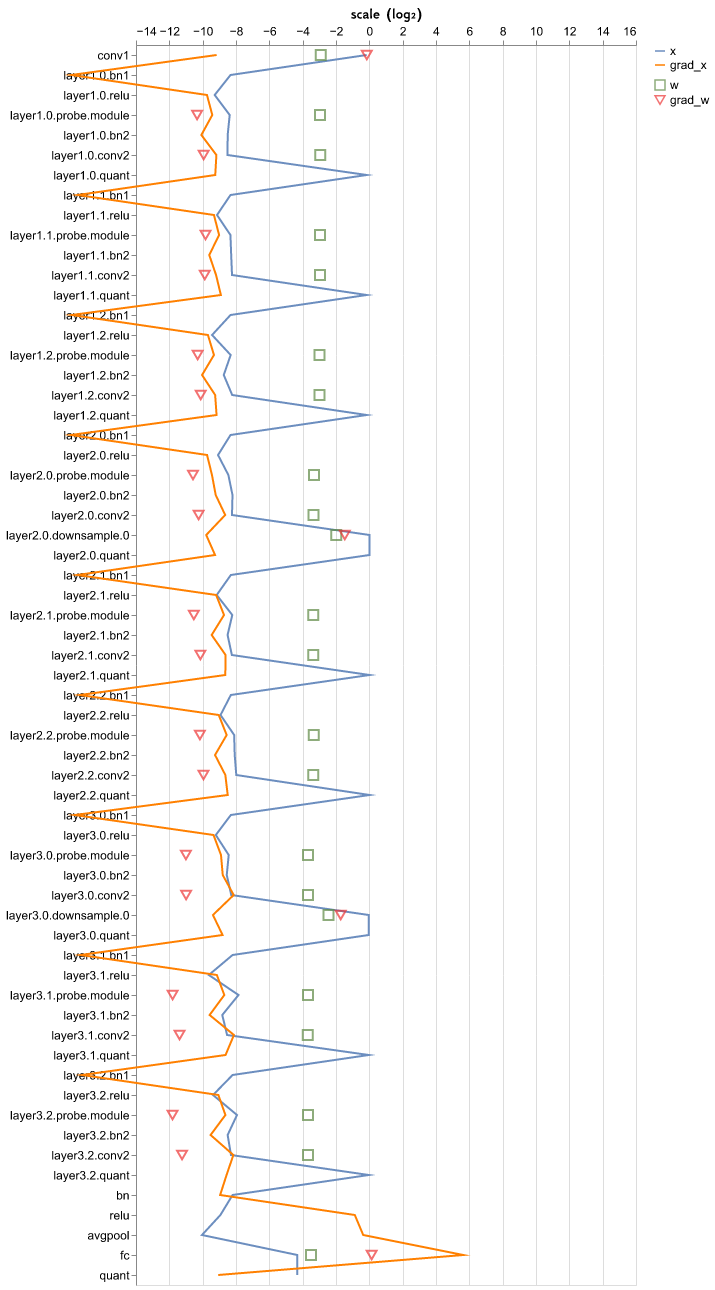 scale (log₂)
−14 −12 −10 −8 −6 −4 −2 0 2 4 6 8 10 12 14 16
x
grad_x
w
grad_w
conv1
layer1.0.bn1
layer1.0.relu
layer1.0.probe.module
layer1.0.bn2
layer1.0.conv2
layer1.0.quant
layer1.1.bn1
layer1.1.relu
layer1.1.probe.module
layer1.1.bn2
layer1.1.conv2
layer1.1.quant
layer1.2.bn1
layer1.2.relu
layer1.2.probe.module
layer1.2.bn2
layer1.2.conv2
layer1.2.quant
layer2.0.bn1
layer2.0.relu
layer2.0.probe.module
layer2.0.bn2
layer2.0.conv2
layer2.0.downsample.0
layer2.0.quant
layer2.1.bn1
layer2.1.relu
layer2.1.probe.module
layer2.1.bn2
layer2.1.conv2
layer2.1.quant
layer2.2.bn1
layer2.2.relu
layer2.2.probe.module
layer2.2.bn2
layer2.2.conv2
layer2.2.quant
layer3.0.bn1
layer3.0.relu
layer3.0.probe.module
layer3.0.bn2
layer3.0.conv2
layer3.0.downsample.0
layer3.0.quant
layer3.1.bn1
layer3.1.relu
layer3.1.probe.module
layer3.1.bn2
layer3.1.conv2
layer3.1.quant
layer3.2.bn1
layer3.2.relu
layer3.2.probe.module
layer3.2.bn2
layer3.2.conv2
layer3.2.quant
bn
relu
avgpool
fc
quant